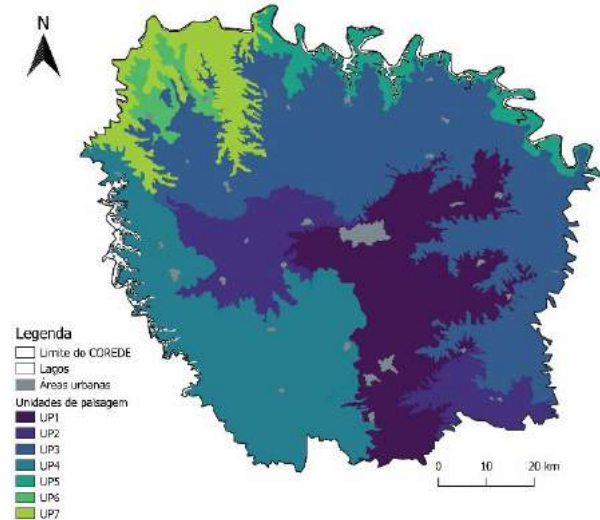 N
Legenda
Limite do COREDE
Lagos
Áreas urbanas
Unidades de paisagem
UP1
UP2
UP3
UP4
UP5
UP6
UP7
0 10 20 km